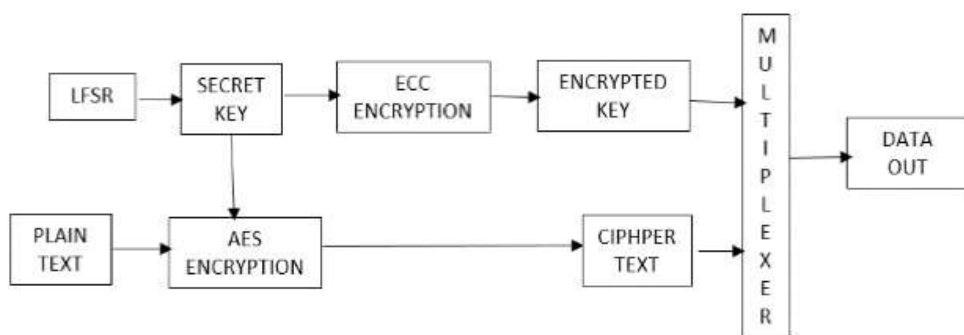 LFSR
SECRET
KEY
ECC
ENCRYPTION
ENCRYPTED
KEY
M
U
L
T
I
P
L
E
X
E
R
DATA
OUT
PLAIN
TEXT
AES
ENCRYPTION
CIPHPER
TEXT